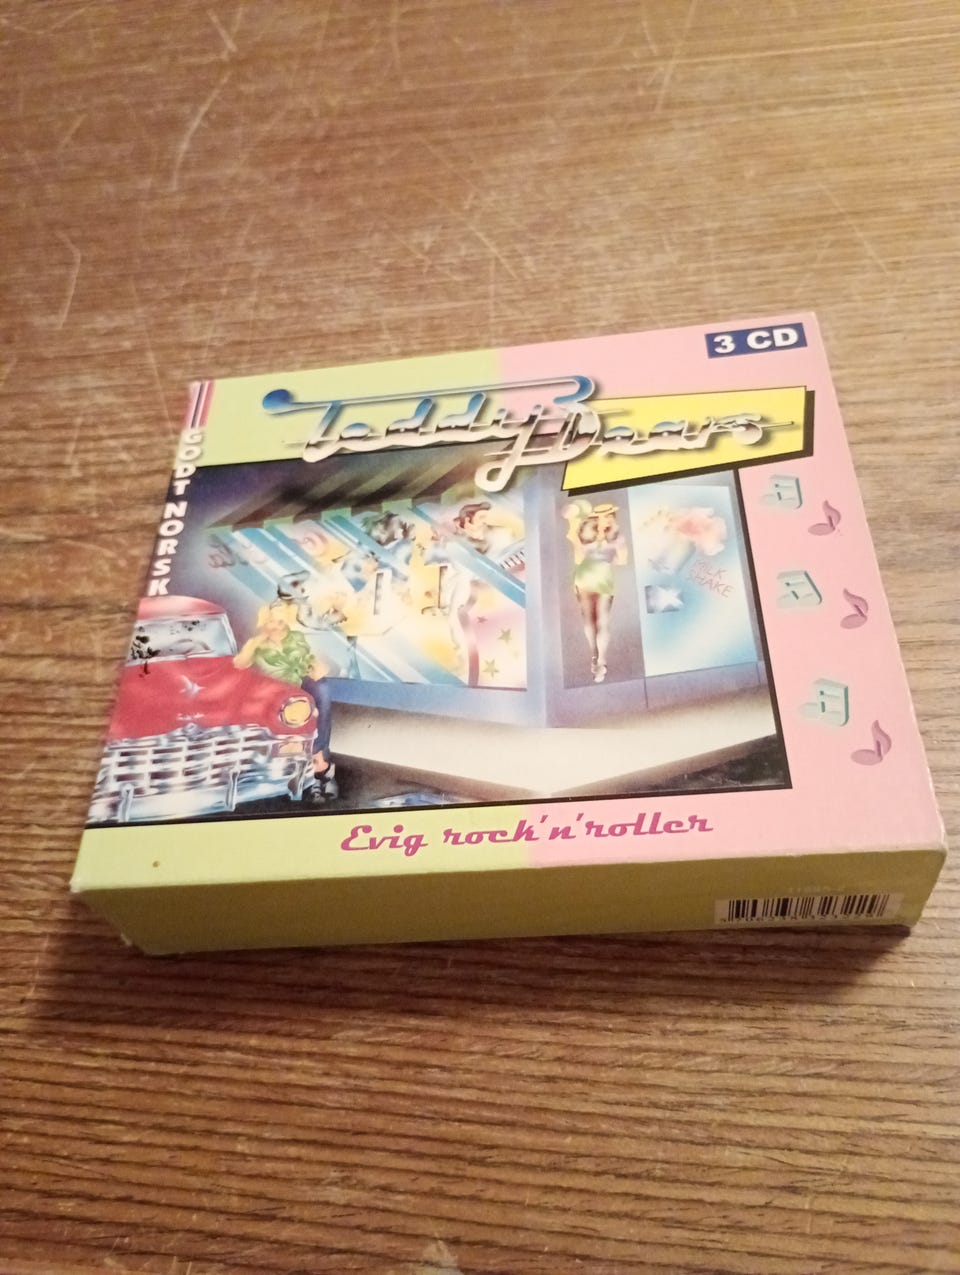 3 CD
Teddy Bears
GODT NORSK
MILK
SHAKE
Evig rock'n'roller